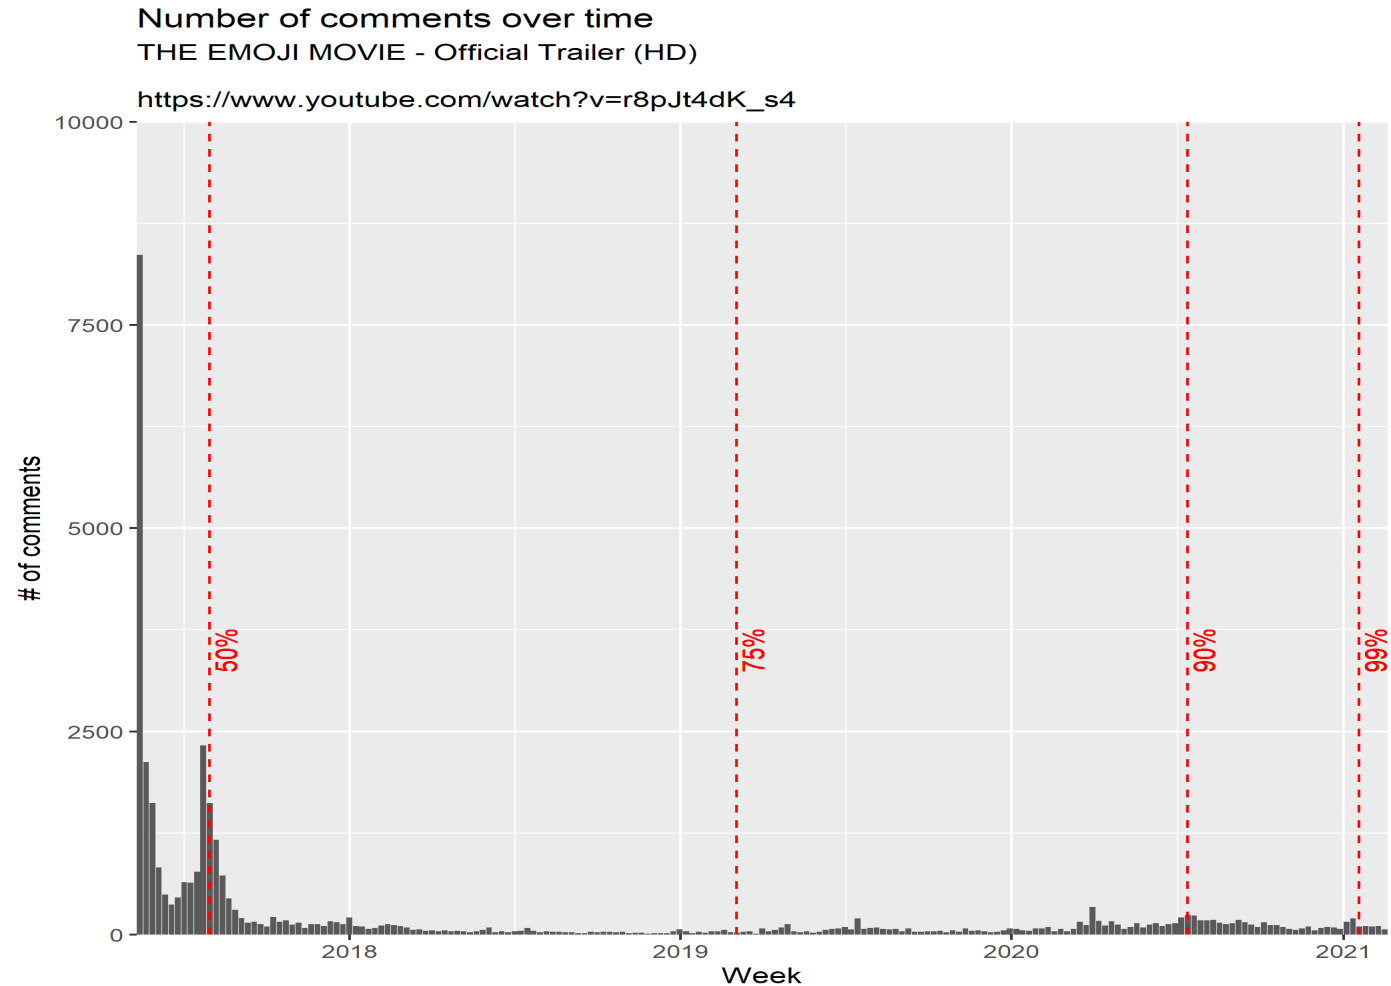 Number of comments over time
THE EMOJI MOVIE - Official Trailer (HD)
https://www.youtube.com/watch?v=r8pJt4dK_s4
10000
7500
5000
2500
0
# of comments
50%
75%
90%
99%
2018
2019
2020
2021
Week